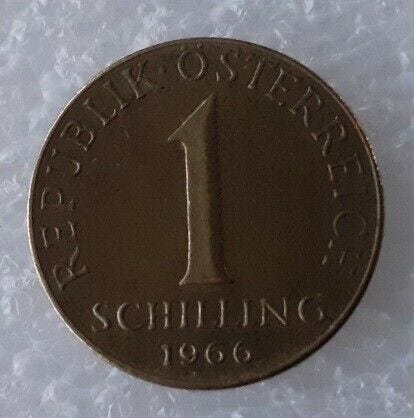 REPUBLIK · ÖSTERREICH
1
SCHILLING
1966